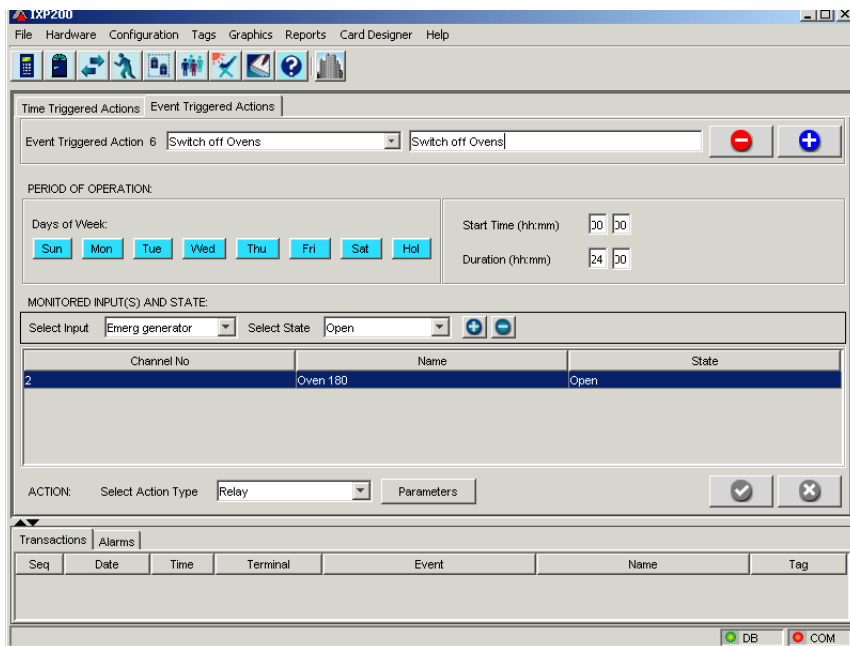 IXP200
File Hardware Configuration Tags Graphics Reports Card Designer Help
Time Triggered Actions Event Triggered Actions
Event Triggered Action 6 Switch off Ovens Switch off Ovens
PERIOD OF OPERATION:
Days of Week:
Sun Mon Tue Wed Thu Fri Sat Hol
Start Time (hh:mm) 00 00
Duration (hh:mm) 24 00
MONITORED INPUT(S) AND STATE:
Select Input Emerg generator Select State Open
Channel No Name State
2 Oven 180 Open
ACTION: Select Action Type Relay Parameters
Transactions Alarms
Seq Date Time Terminal Event Name Tag
DB COM